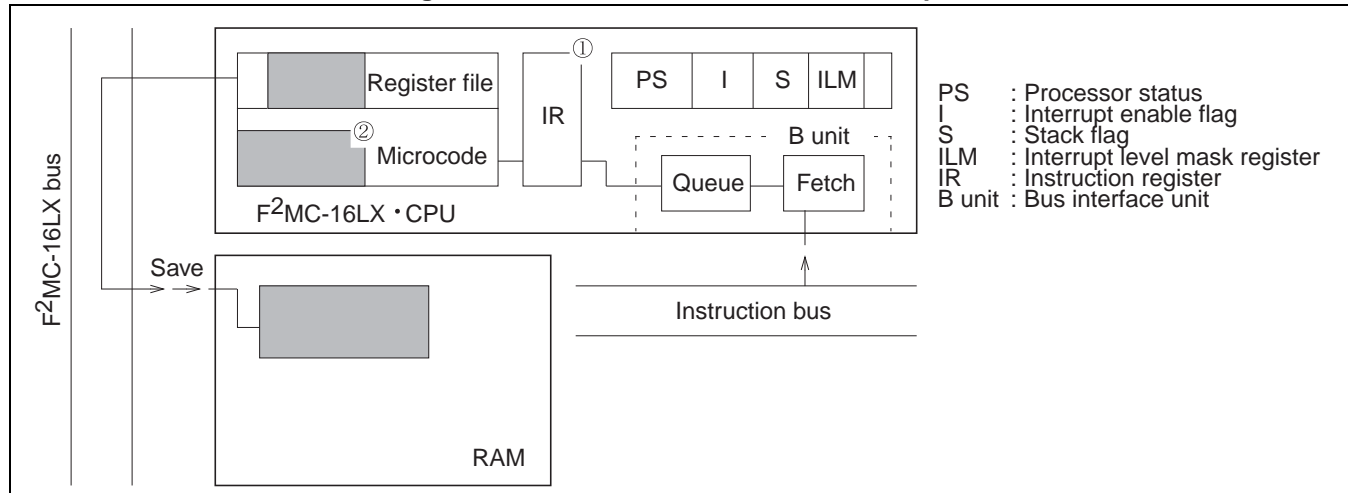 F2MC-16LX bus
①
Register file
IR
PS I S ILM
② Microcode
B unit
Queue Fetch
F2MC-16LX・CPU
Save
Instruction bus
RAM
PS : Processor status
I : Interrupt enable flag
S : Stack flag
ILM : Interrupt level mask register
IR : Instruction register
B unit : Bus interface unit